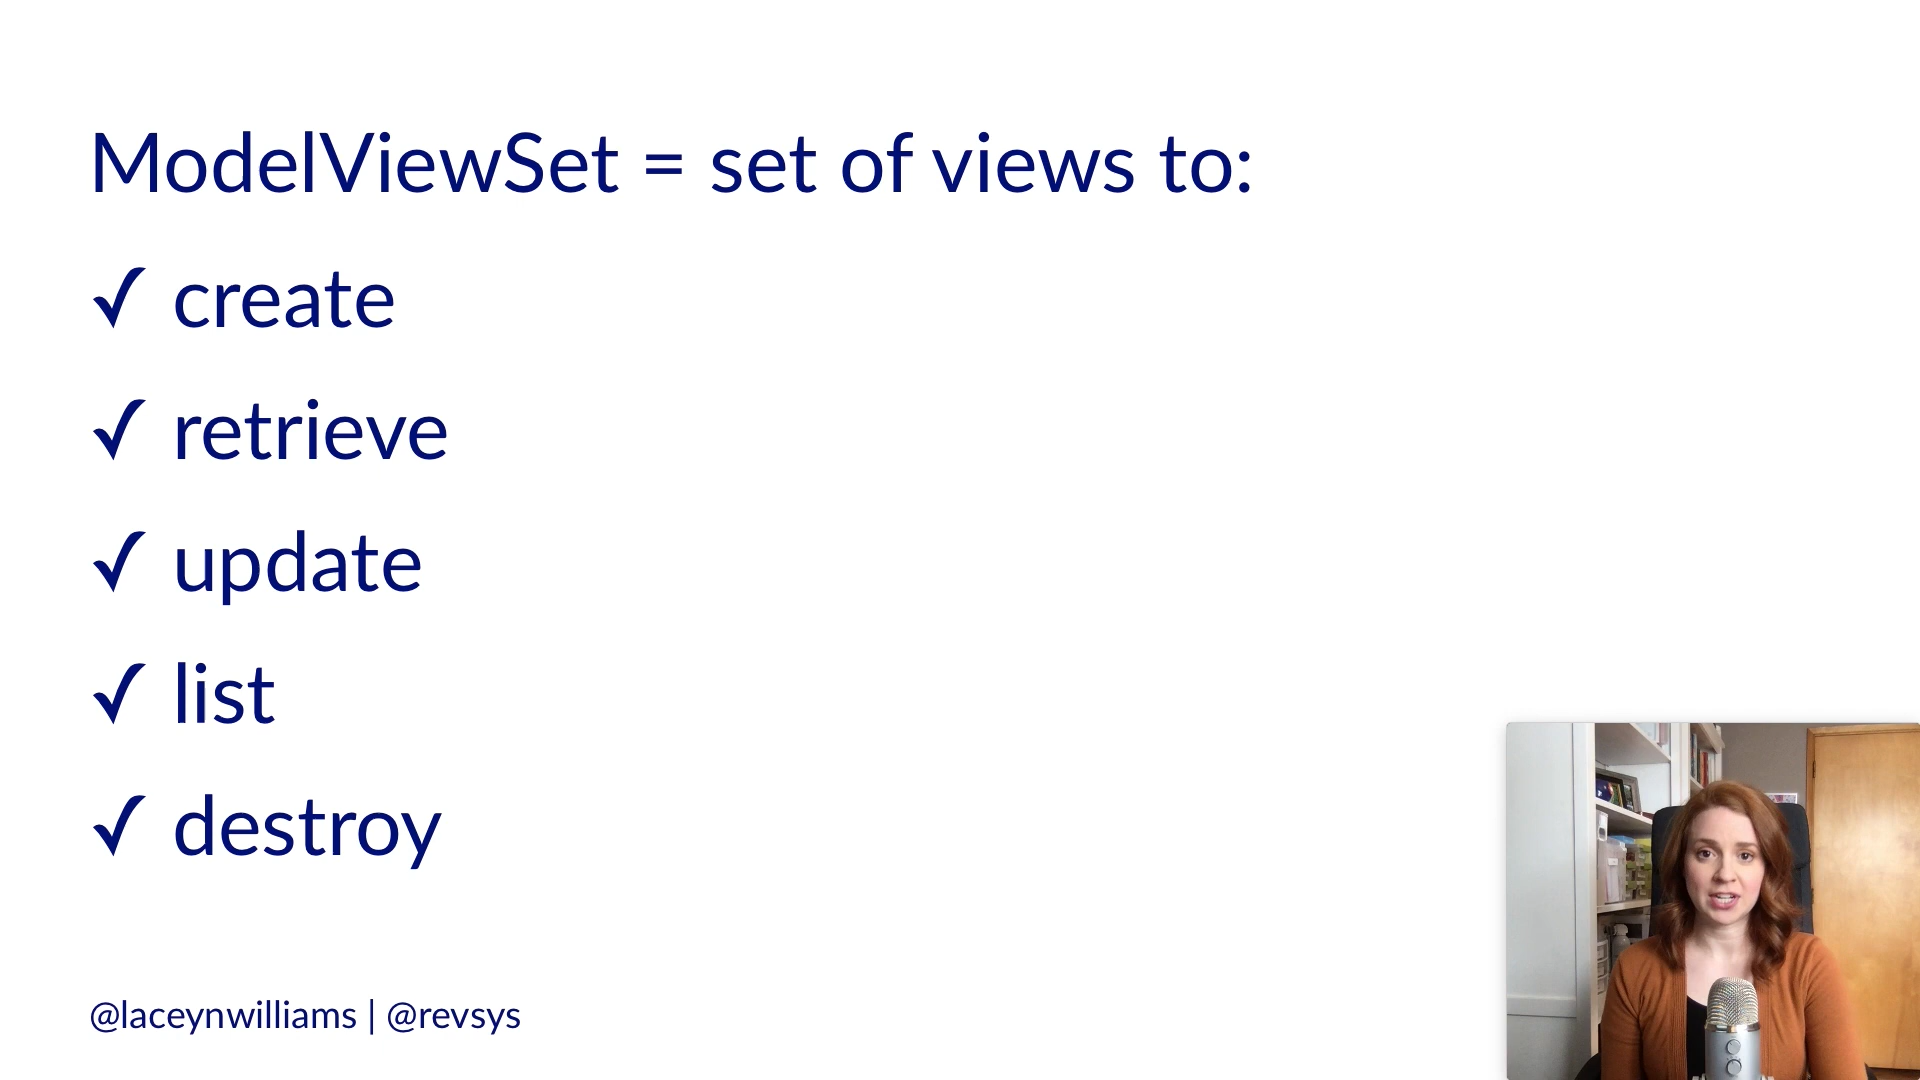 ModelViewSet = set of views to:
✓ create
✓ retrieve
✓ update
✓ list
✓ destroy
@laceynwilliams | @revsys